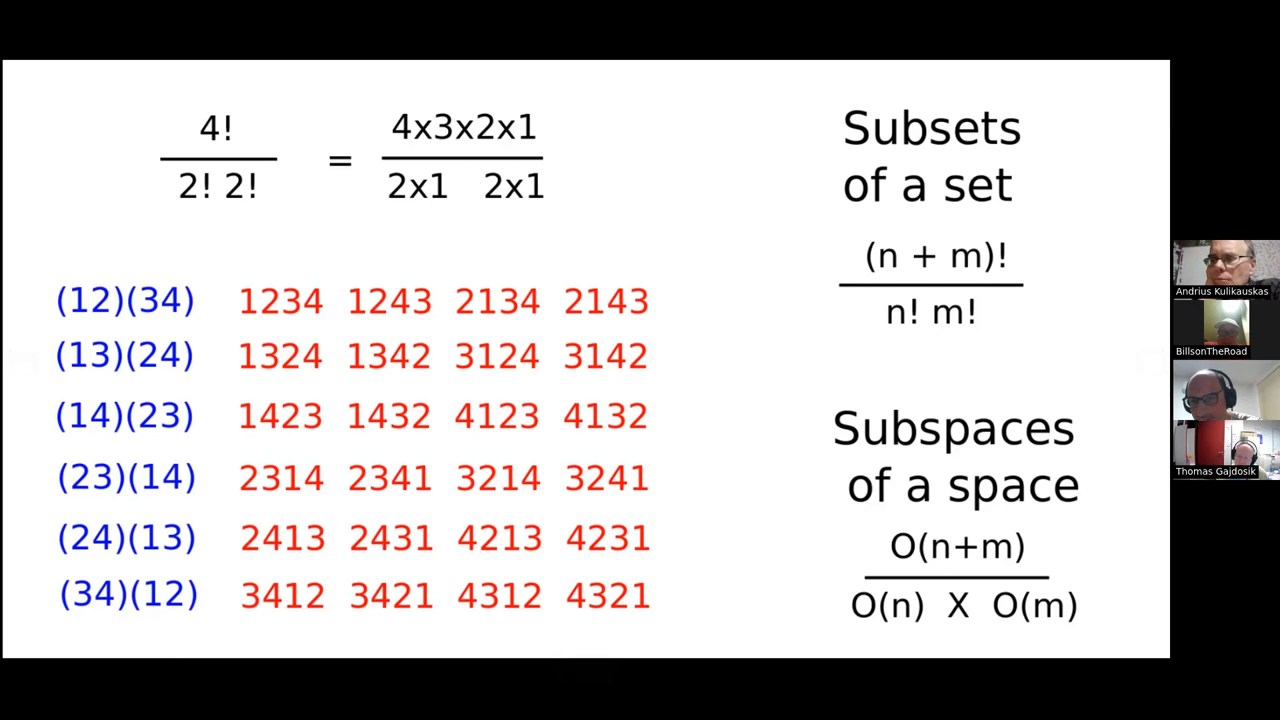 4!
2! 2!
=
4x3x2x1
2x1 2x1
(12)(34) 1234 1243 2134 2143
(13)(24) 1324 1342 3124 3142
(14)(23) 1423 1432 4123 4132
(23)(14) 2314 2341 3214 3241
(24)(13) 2413 2431 4213 4231
(34)(12) 3412 3421 4312 4321
Subsets
of a set
(n + m)!
n! m!
Subspaces
of a space
O(n+m)
O(n) X O(m)
Andrius Kulikauskas
BillsonTheRoad
Thomas Gajdosik